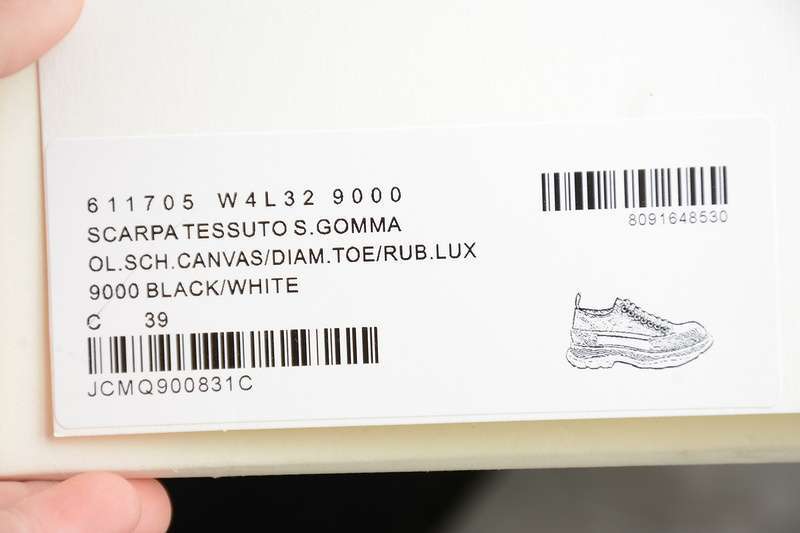 611705 W4L32 9000
SCARPA TESSUTO S.GOMMA
OL.SCH.CANVAS/DIAM.TOE/RUB.LUX
9000 BLACK/WHITE
C 39
JCMQ900831C
8091648530